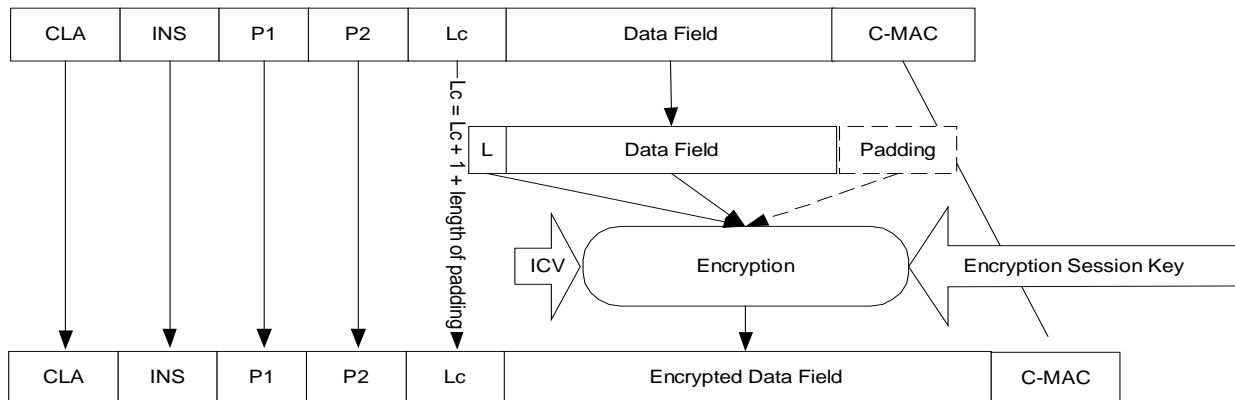 CLA INS P1 P2 Lc Data Field C-MAC
Lc = Lc + 1 + length of padding
L Data Field Padding
ICV Encryption Encryption Session Key
CLA INS P1 P2 Lc Encrypted Data Field C-MAC